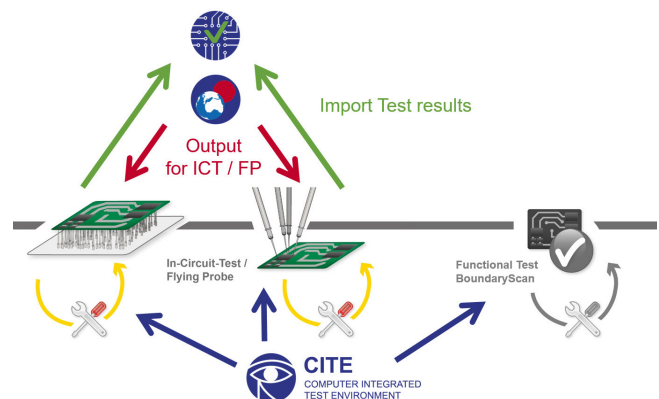 Import Test results
Output
for ICT / FP
In-Circuit-Test /
Flying Probe
Functional Test
BoundaryScan
CITE
COMPUTER INTEGRATED
TEST ENVIRONMENT